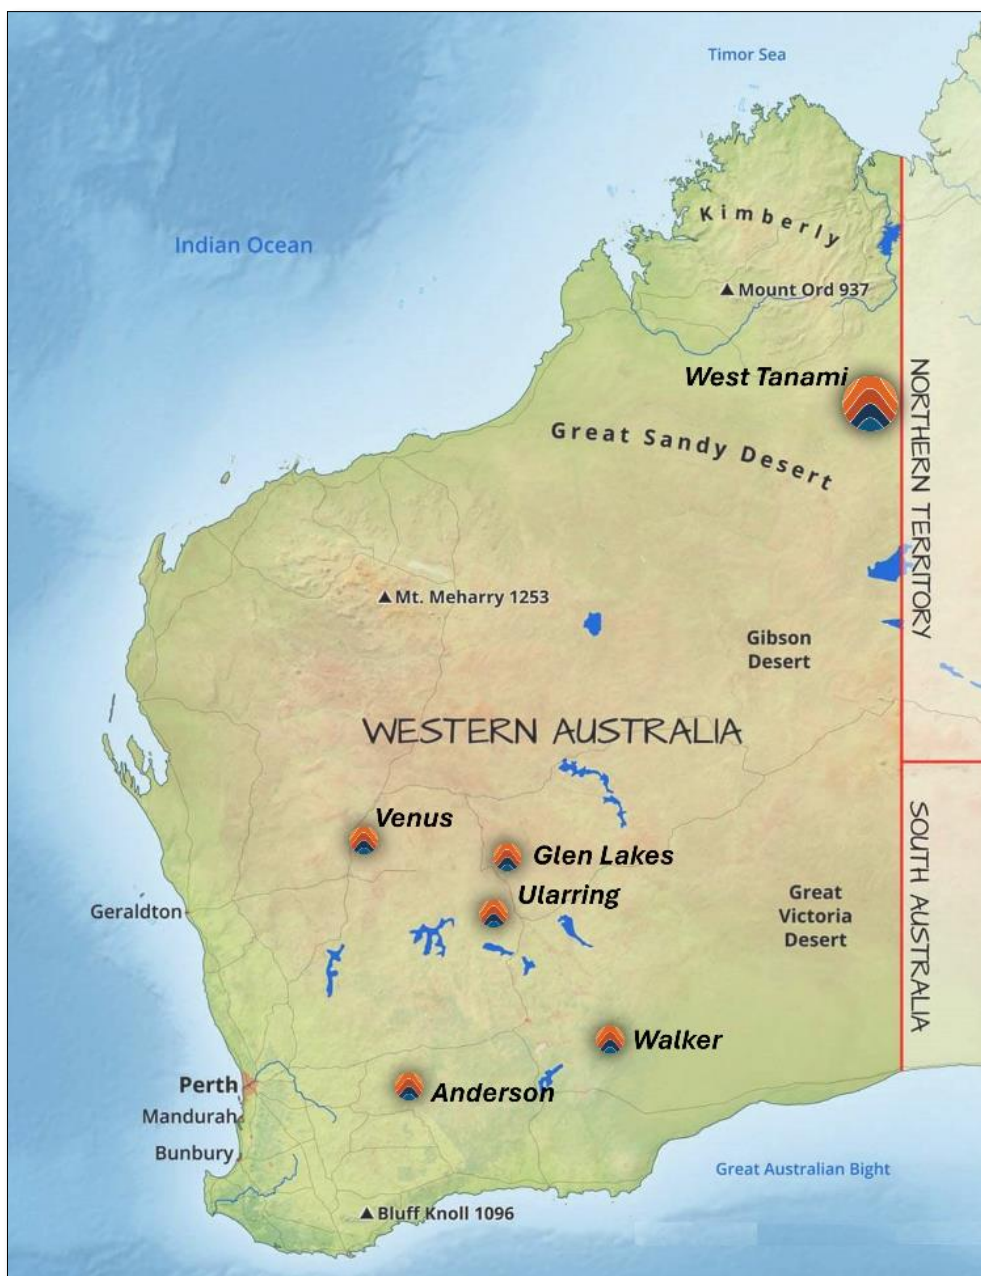 Timor Sea
Kimberly
Indian Ocean
Mount Ord 937
West Tanami
NORTHERN TERRITORY
Great Sandy Desert
Mt. Meharry 1253
Gibson
Desert
WESTERN AUSTRALIA
Venus
Glen Lakes
SOUTH AUSTRALIA
Ularring
Geraldton
Great
Victoria
Desert
Walker
Perth
Anderson
Mandurah
Bunbury
Great Australian Bight
Bluff Knoll 1096